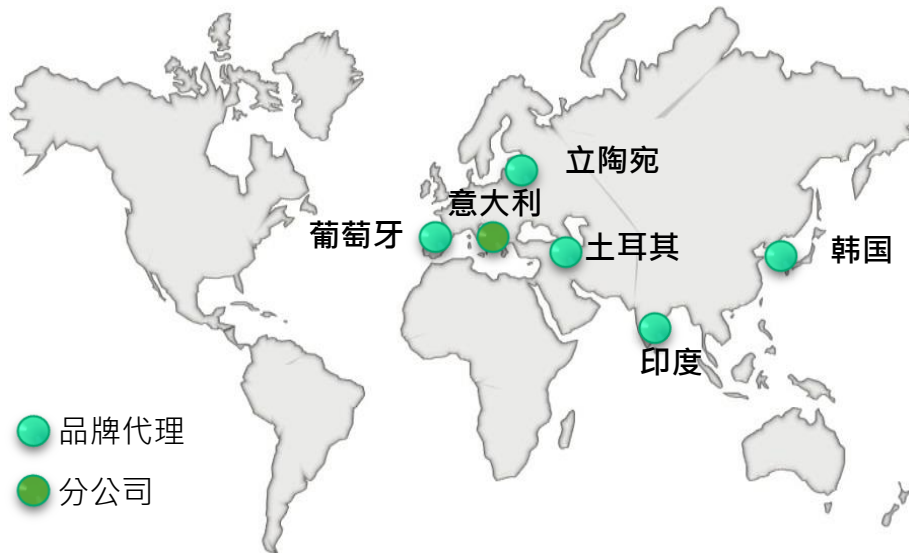 立陶宛
意大利
葡萄牙
土耳其
韩国
印度
品牌代理
分公司